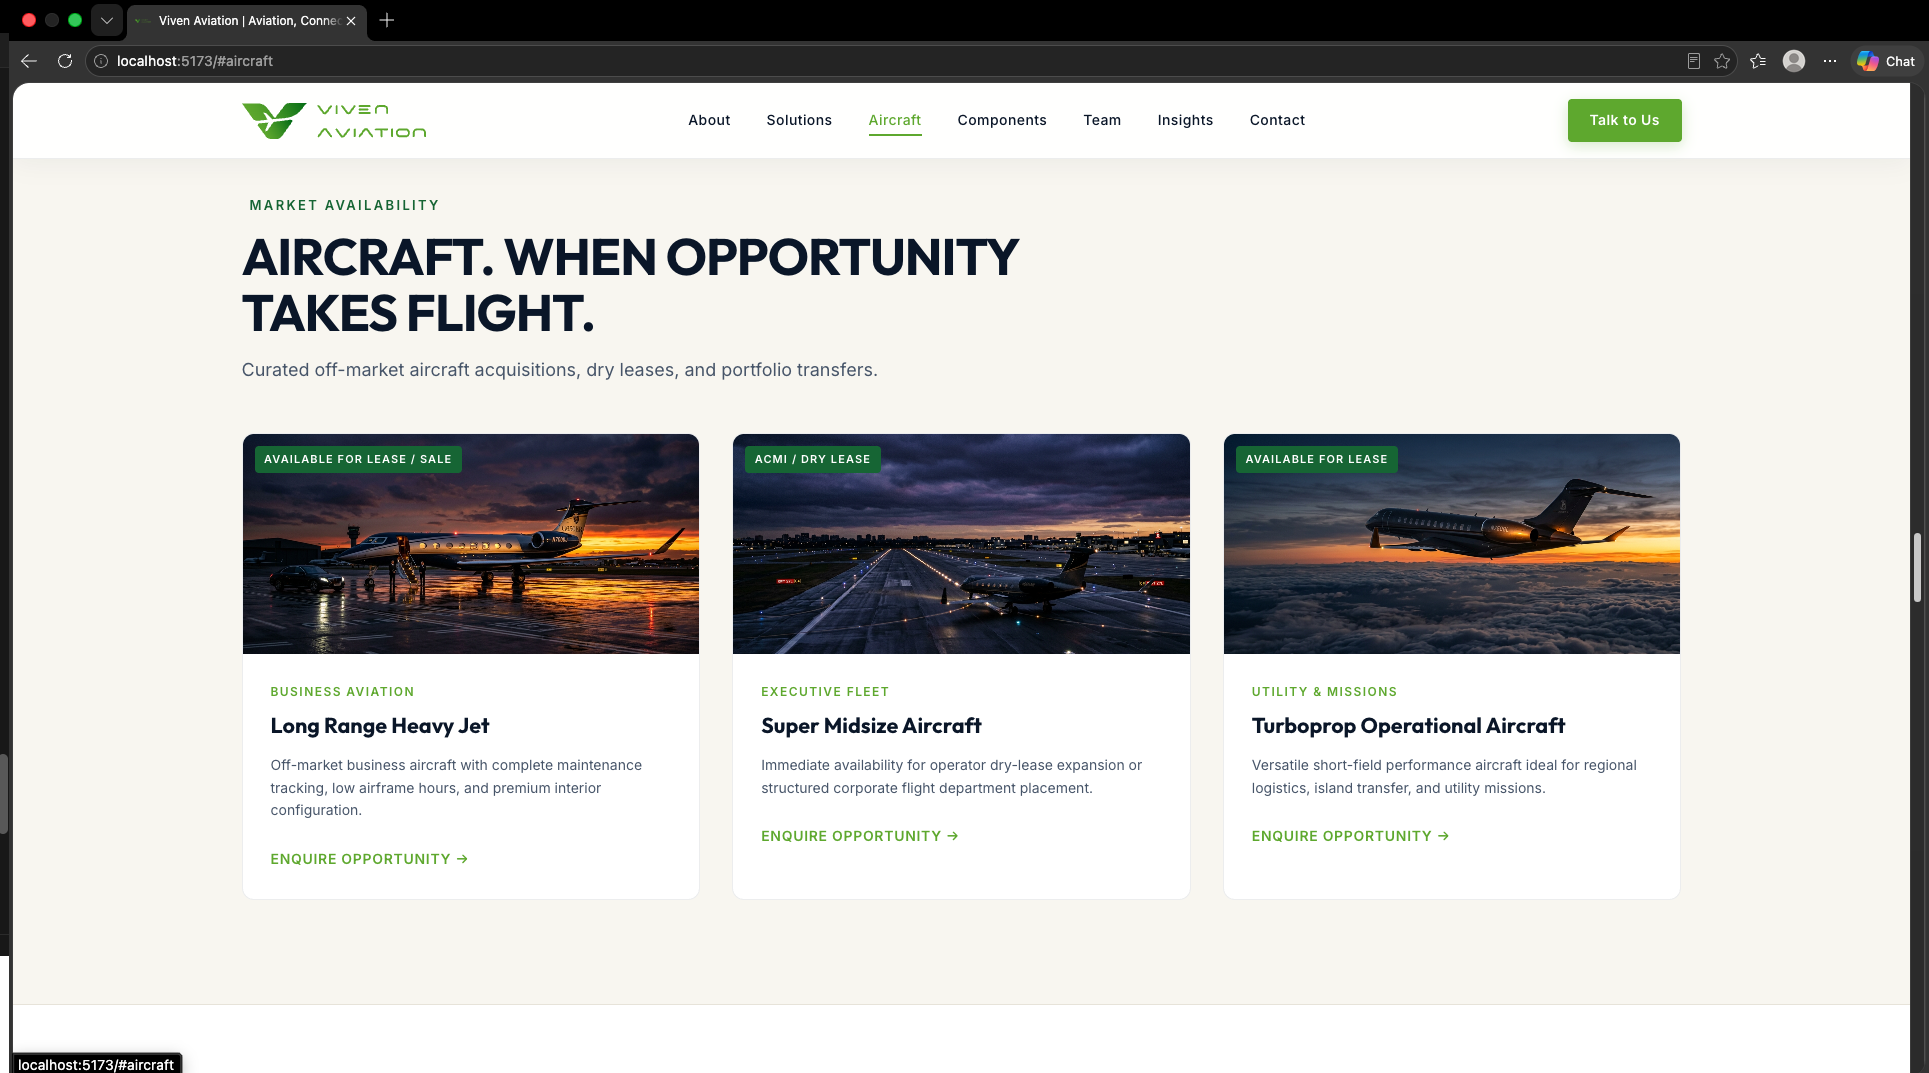 Viven Aviation | Aviation, Connec
localhost:5173/#aircraft
Chat
VIVEN
AVIATION
About
Solutions
Aircraft
Components
Team
Insights
Contact
Talk to Us
MARKET AVAILABILITY
AIRCRAFT. WHEN OPPORTUNITY
TAKES FLIGHT.
Curated off-market aircraft acquisitions, dry leases, and portfolio transfers.
AVAILABLE FOR LEASE / SALE
BUSINESS AVIATION
Long Range Heavy Jet
Off-market business aircraft with complete maintenance
tracking, low airframe hours, and premium interior
configuration.
ENQUIRE OPPORTUNITY →
ACMI / DRY LEASE
EXECUTIVE FLEET
Super Midsize Aircraft
Immediate availability for operator dry-lease expansion or
structured corporate flight department placement.
ENQUIRE OPPORTUNITY →
AVAILABLE FOR LEASE
UTILITY & MISSIONS
Turboprop Operational Aircraft
Versatile short-field performance aircraft ideal for regional
logistics, island transfer, and utility missions.
ENQUIRE OPPORTUNITY →
localhost:5173/#aircraft